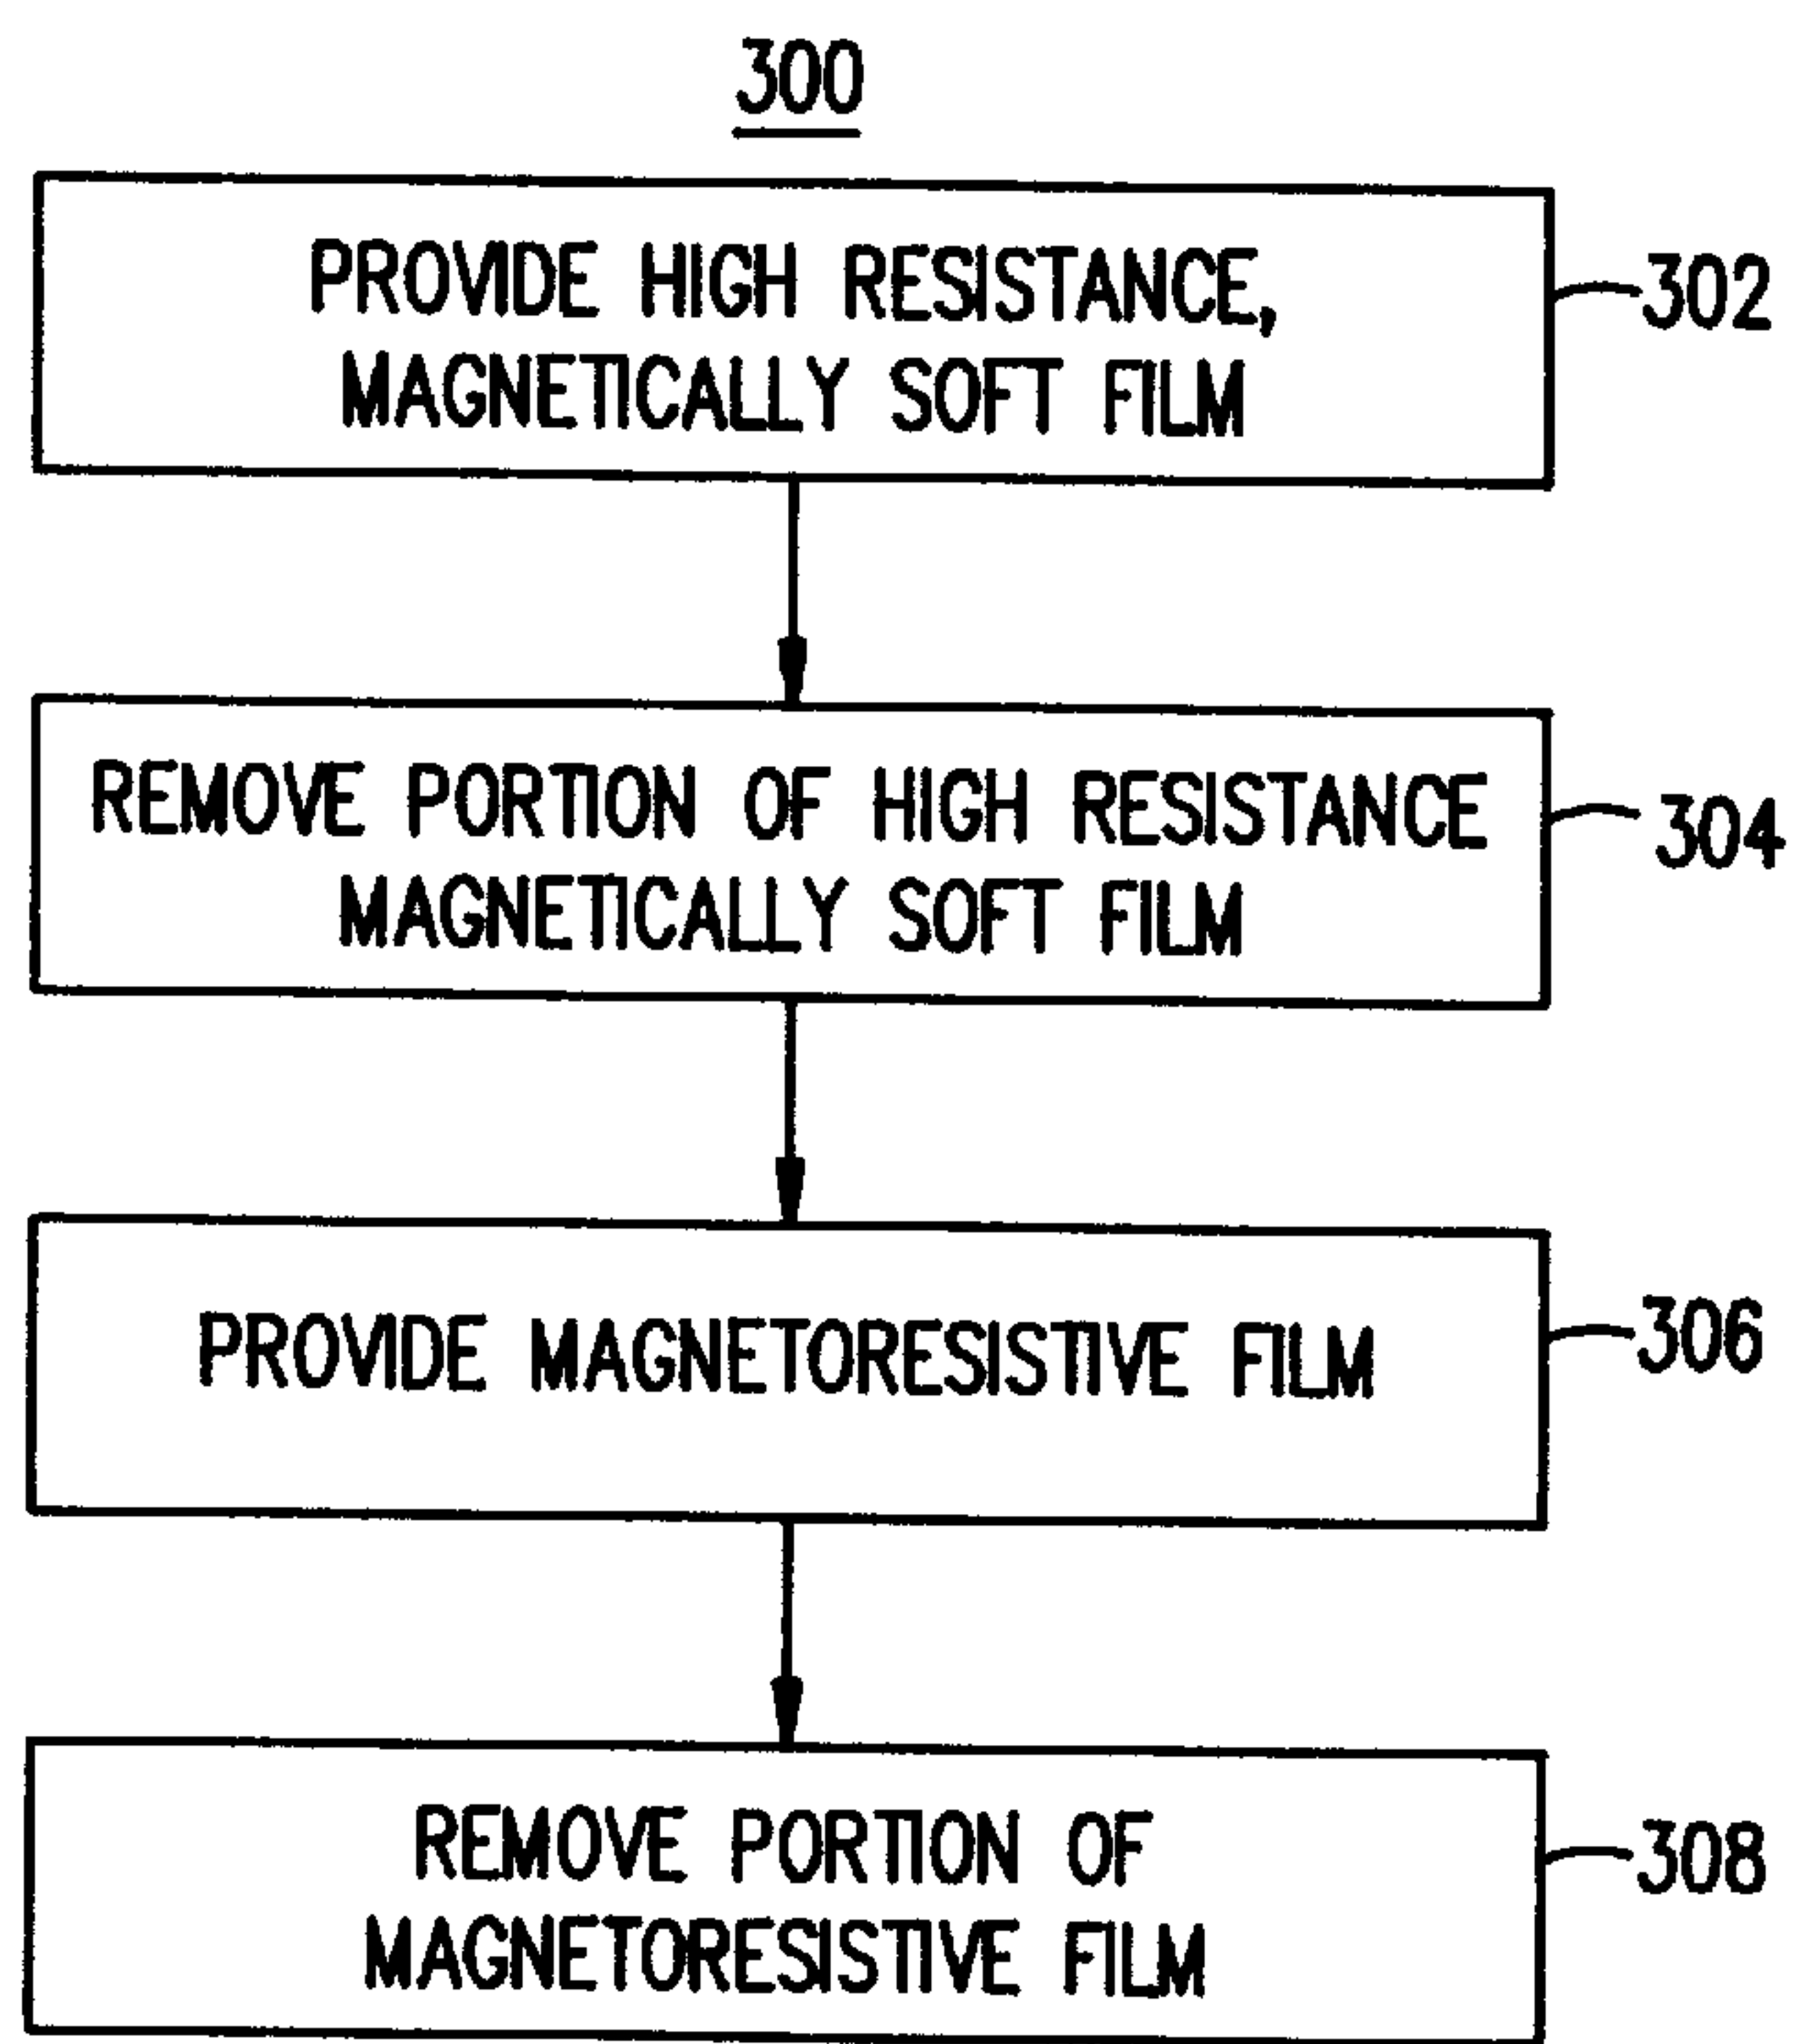 300
PROVIDE HIGH RESISTANCE,
MAGNETICALLY SOFT FILM
302
REMOVE PORTION OF HIGH RESISTANCE
MAGNETICALLY SOFT FILM
304
PROVIDE MAGNETORESISTIVE FILM
306
REMOVE PORTION OF
MAGNETORESISTIVE FILM
308